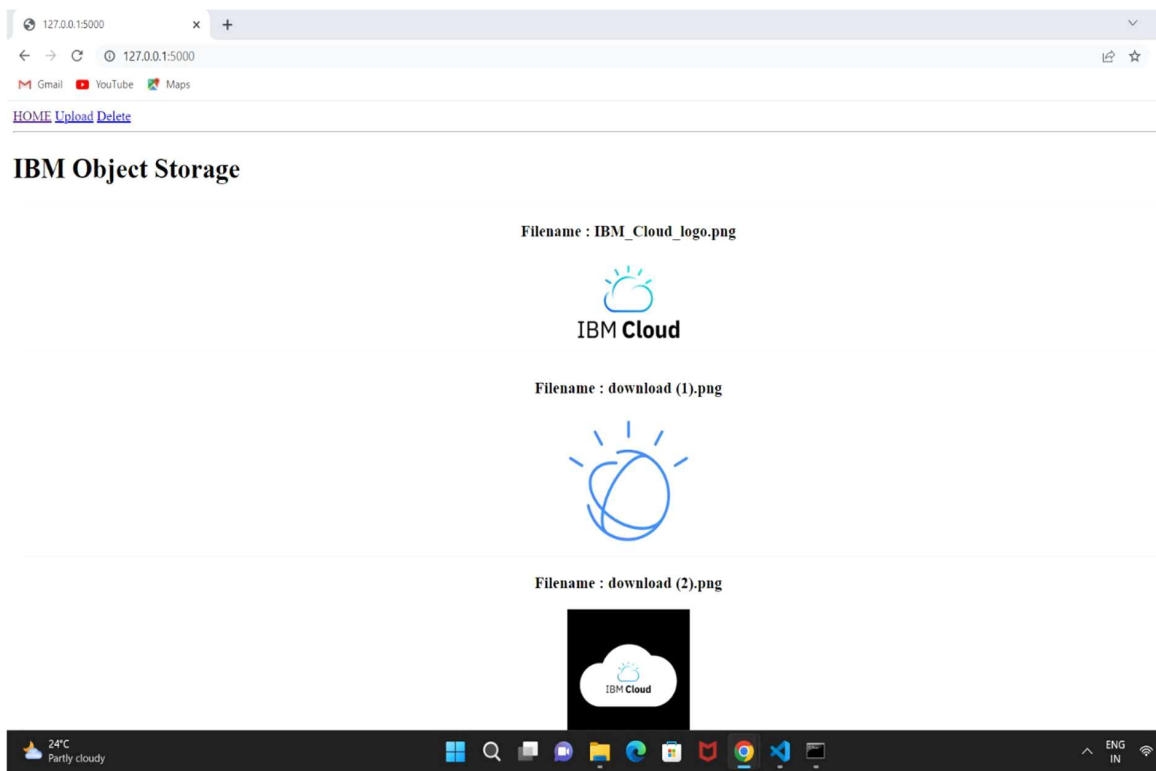 127.0.0.1:5000
127.0.0.1:5000
Gmail YouTube Maps
HOME Upload Delete
IBM Object Storage
Filename : IBM_Cloud_logo.png
IBM Cloud
Filename : download (1).png
Filename : download (2).png
IBM Cloud
24°C
Partly cloudy
ENG
IN